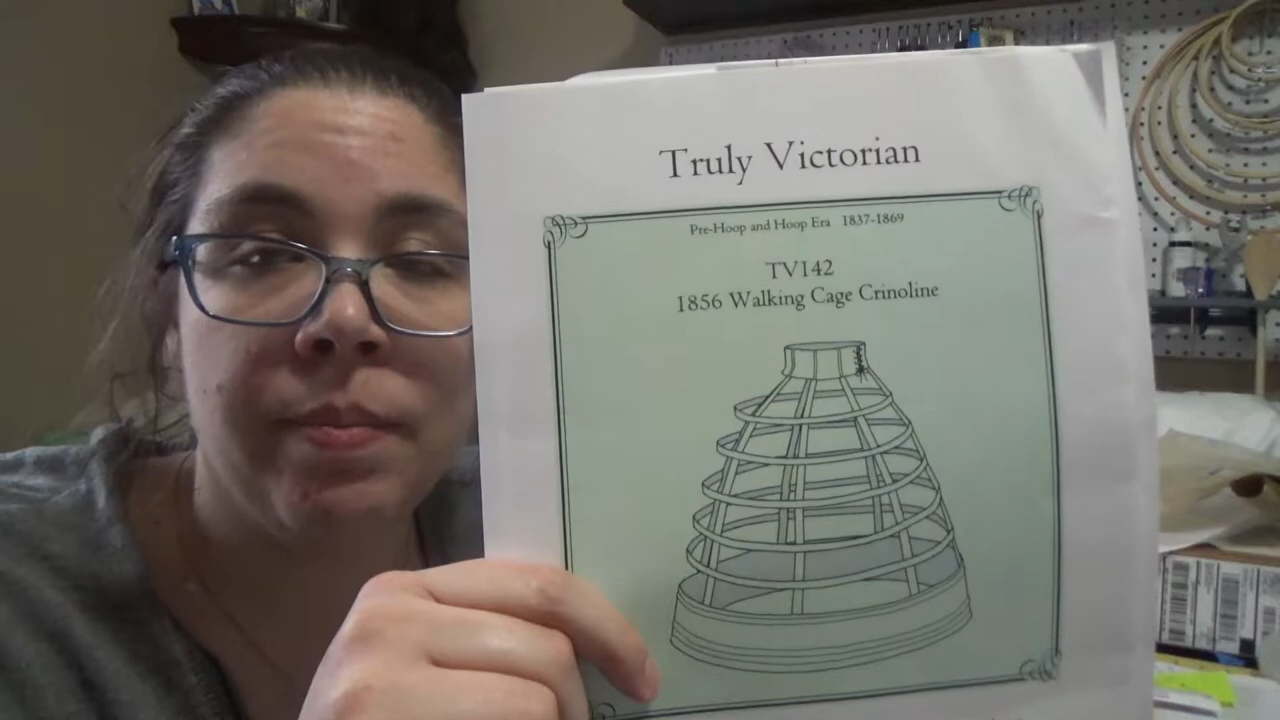 Truly Victorian
Pre-Hoop and Hoop Era 1837-1869
TV142
1856 Walking Cage Crinoline